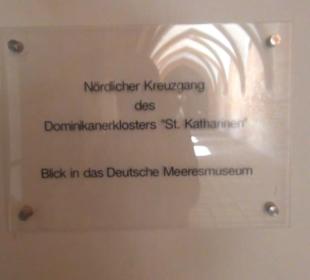 Nördlicher Kreuzgang
des
Dominikanerklosters "St. Katharinen"
Blick in das Deutsche Meeresmuseum